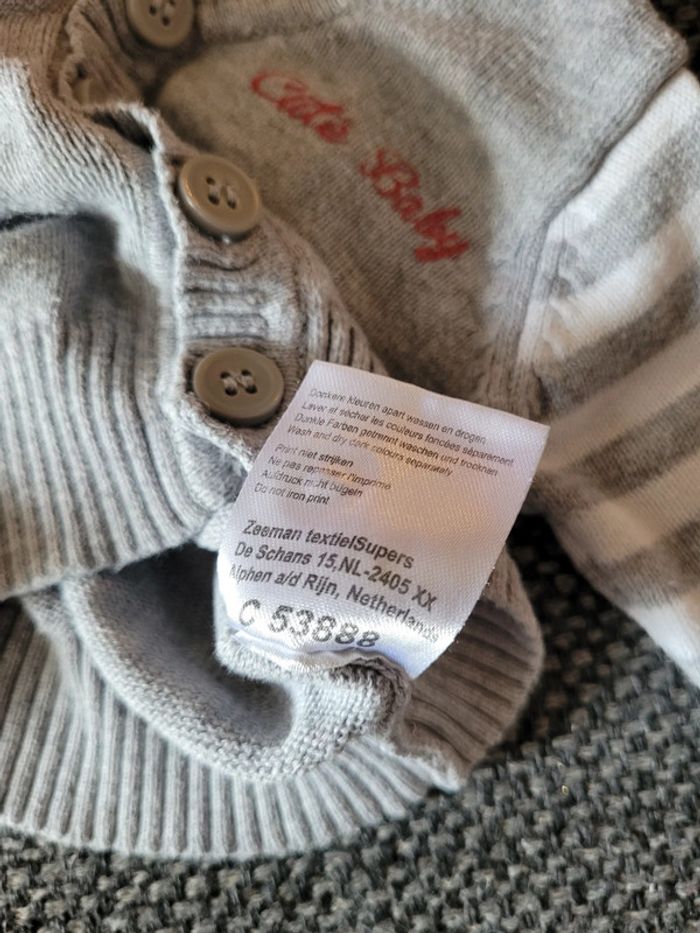 Cute Baby
Donkere kleuren apart wassen en drogen
Laver et sécher les couleurs foncées séparément
Dunkle Farben getrennt waschen und trocknen
Wash and dry dark colours separately
Print niet strijken
Ne pas repasser l'imprimé
Aufdruck nicht bügeln
Do not iron print
Zeeman textielSupers
De Schans 15,NL-2405 XX
Alphen a/d Rijn, Netherlands
C 53888